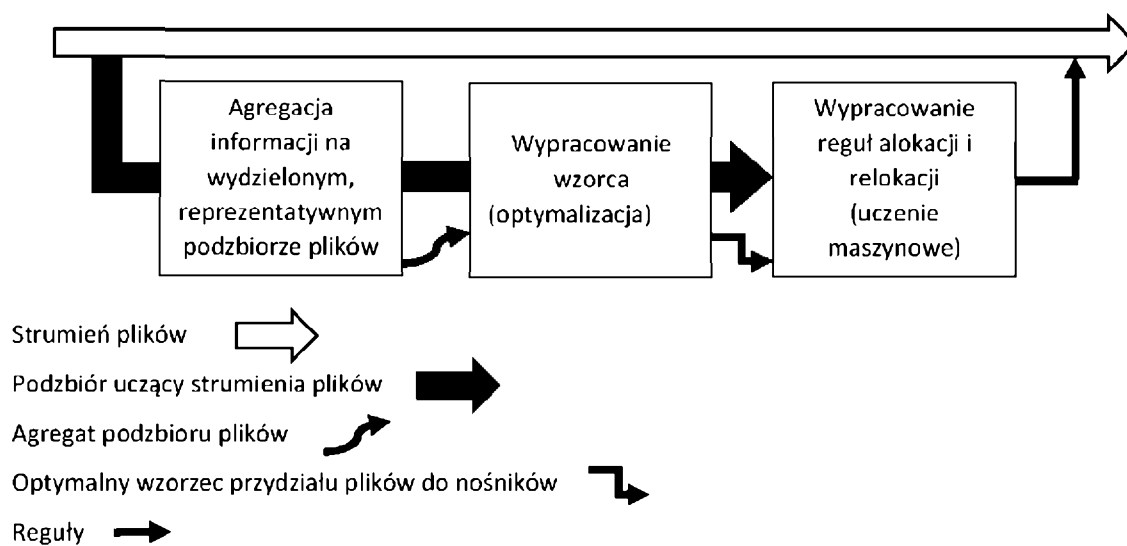 Agregacja
informacji na
wydzielonym,
reprezentatywnym
podzbiorze plików
Wypracowanie
wzorca
(optymalizacja)
Wypracowanie
reguł alokacji i
relokacji
(uczenie
maszynowe)
Strumień plików
Podzbiór uczący strumienia plików
Agregat podzbioru plików
Optymalny wzorzec przydziału plików do nośników
Reguły